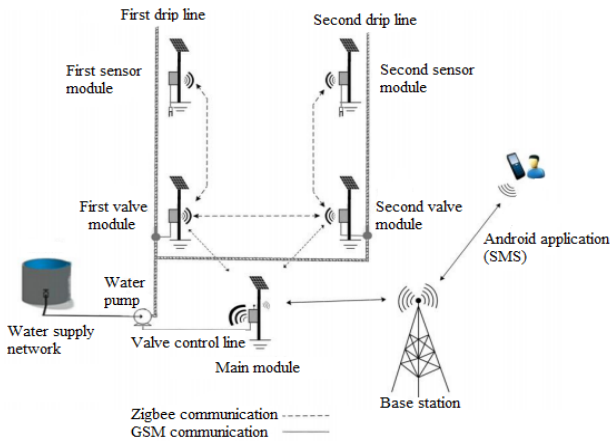 First drip line
Second drip line
First sensor
module
Second sensor
module
First valve
module
Second valve
module
Android application
(SMS)
Water
pump
Water supply
network
Valve control line
Main module
Base station
Zigbee communication
GSM communication